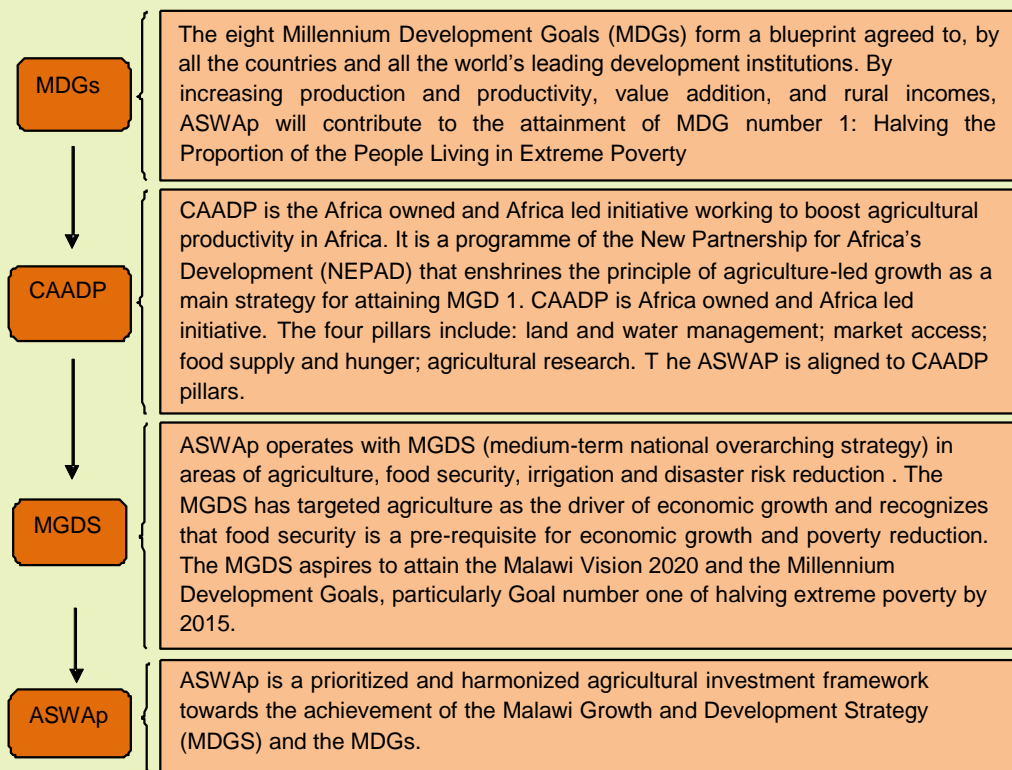 MDGs
The eight Millennium Development Goals (MDGs) form a blueprint agreed to, by
all the countries and all the world's leading development institutions. By
increasing production and productivity, value addition, and rural incomes,
ASWAp will contribute to the attainment of MDG number 1: Halving the
Proportion of the People Living in Extreme Poverty
CAADP
CAADP is the Africa owned and Africa led initiative working to boost agricultural
productivity in Africa. It is a programme of the New Partnership for Africa's
Development (NEPAD) that enshrines the principle of agriculture-led growth as a
main strategy for attaining MGD 1. CAADP is Africa owned and Africa led
initiative. The four pillars include: land and water management; market access;
food supply and hunger; agricultural research. T he ASWAP is aligned to CAADP
pillars.
MGDS
ASWAp operates with MGDS (medium-term national overarching strategy) in
areas of agriculture, food security, irrigation and disaster risk reduction . The
MGDS has targeted agriculture as the driver of economic growth and recognizes
that food security is a pre-requisite for economic growth and poverty reduction.
The MGDS aspires to attain the Malawi Vision 2020 and the Millennium
Development Goals, particularly Goal number one of halving extreme poverty by
2015.
ASWAp
ASWAp is a prioritized and harmonized agricultural investment framework
towards the achievement of the Malawi Growth and Development Strategy
(MDGS) and the MDGs.